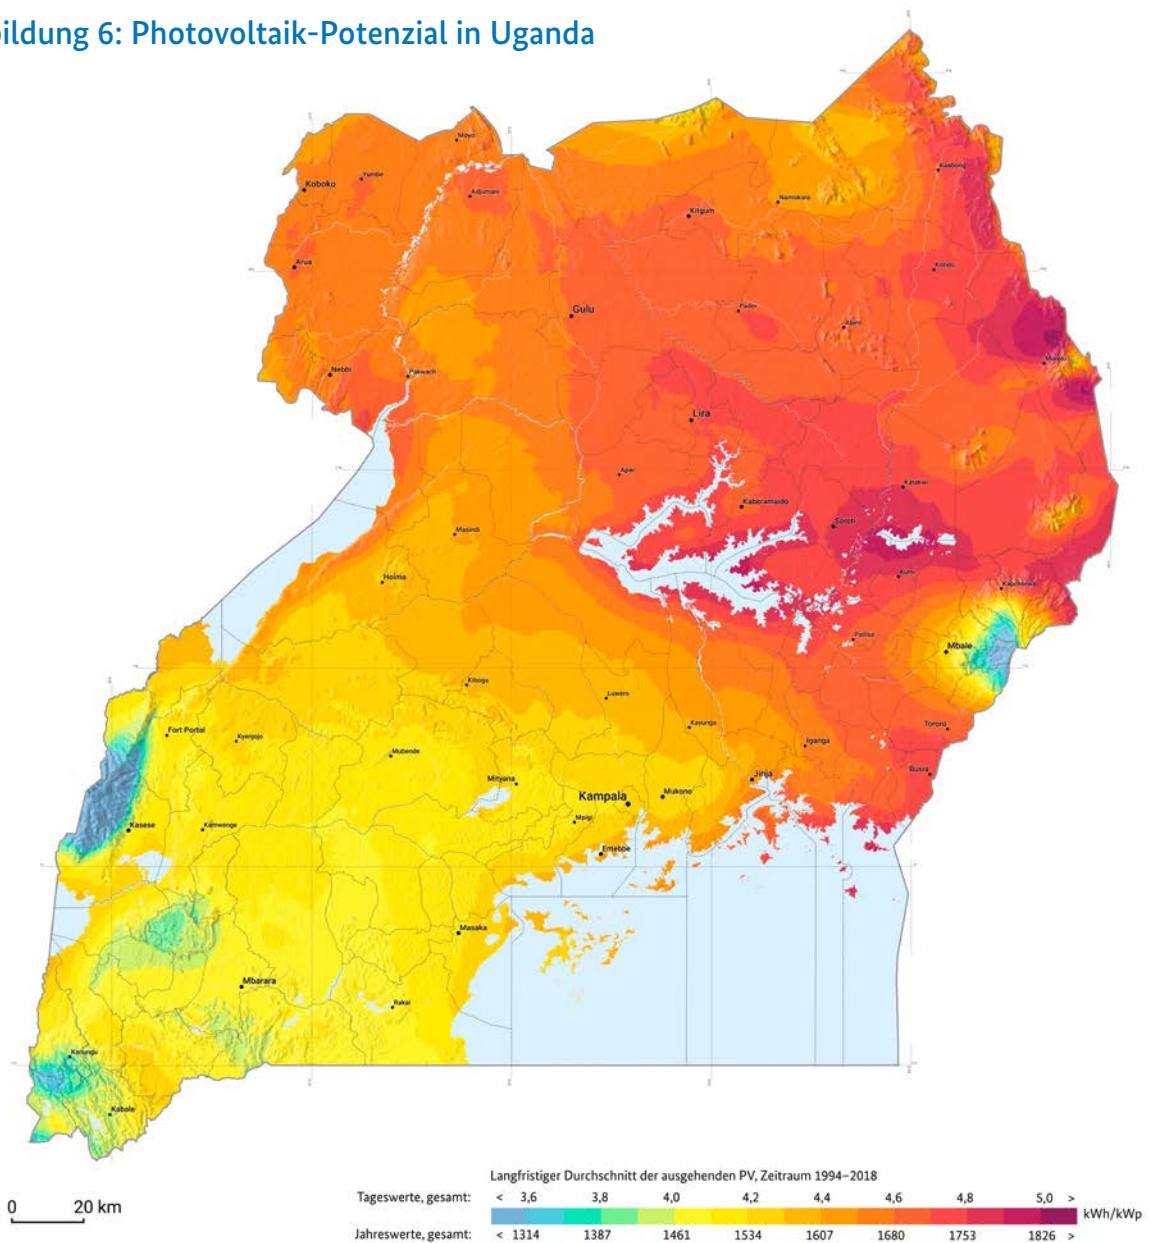 bildung 6: Photovoltaik-Potenzial in Uganda
Moyo
Koboko
Yumbe
Adjumani
Kaabong
Kitgum
Namokora
Arua
Kotido
Gulu
Pader
Abim
Moroto
Nebbi
Pakwach
Lira
Apac
Katakwi
Kaberamaido
Soroti
Masindi
Hoima
Kumi
Kapchorwa
Pallisa
Mbale
Kiboga
Luwero
Kayunga
Tororo
Fort Portal
Kyenjojo
Iganga
Mubende
Busia
Mityana
Jinja
Kampala
Mukono
Mpigi
Kasese
Kamwenge
Entebbe
Masaka
Mbarara
Rakai
Kanungu
Kabale
0 20 km
Langfristiger Durchschnitt der ausgehenden PV, Zeitraum 1994–2018
Tageswerte, gesamt: < 3,6 3,8 4,0 4,2 4,4 4,6 4,8 5,0 >
kWh/kWp
Jahreswerte, gesamt: < 1314 1387 1461 1534 1607 1680 1753 1826 >